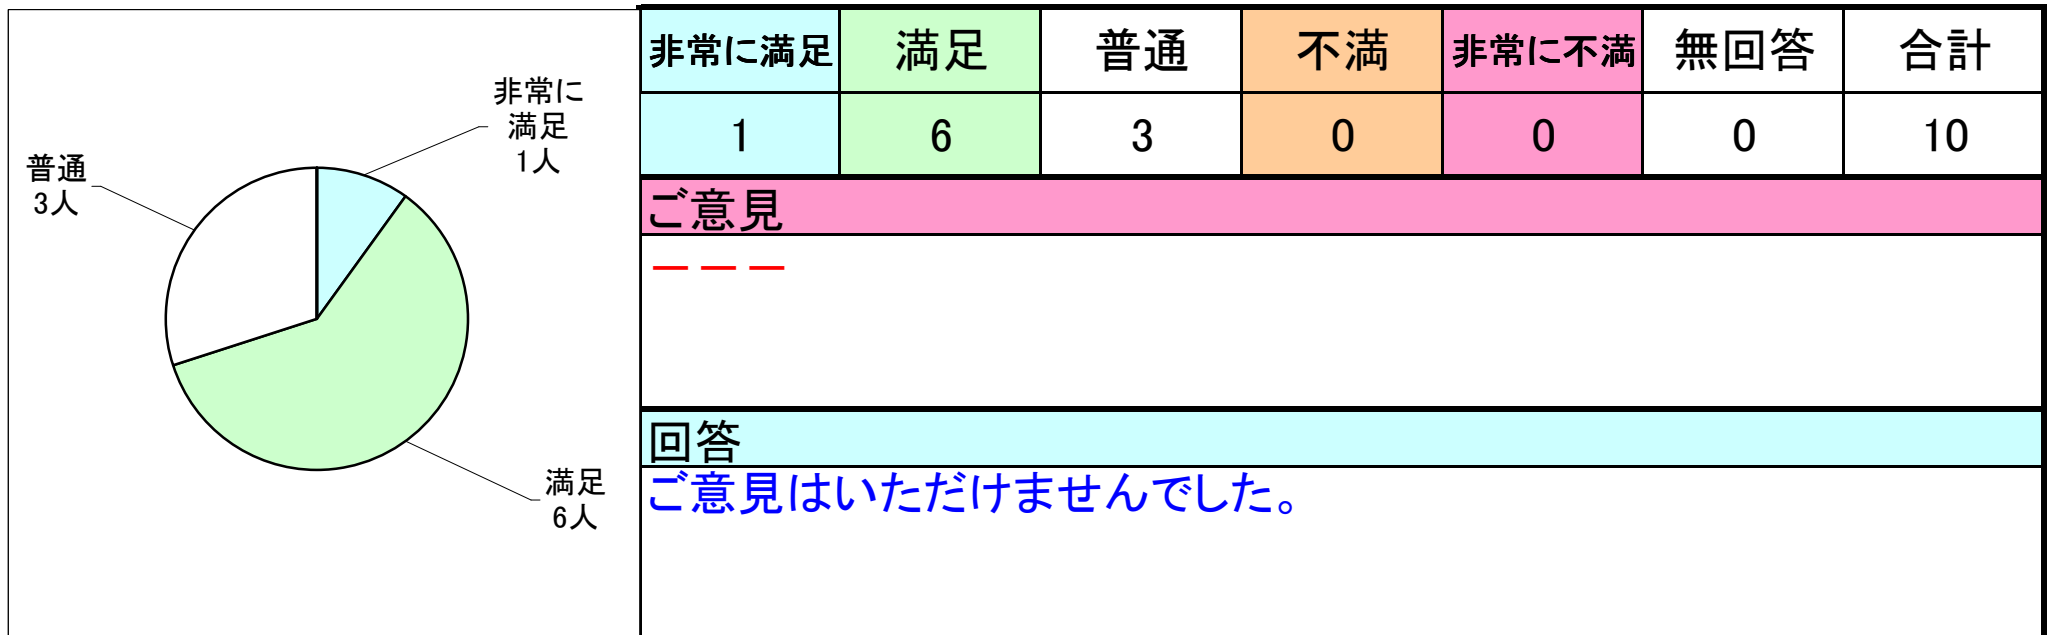 非常に
満足
1人
普通
3人
満足
6人
非常に満足 満足 普通 不満 非常に不満 無回答 合計
1 6 3 0 0 0 10
ご意見
―――
回答
ご意見はいただけませんでした。